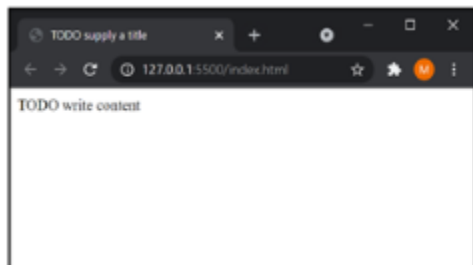 TODO supply a title
127.0.0.1:5500/index.html
M
TODO write content